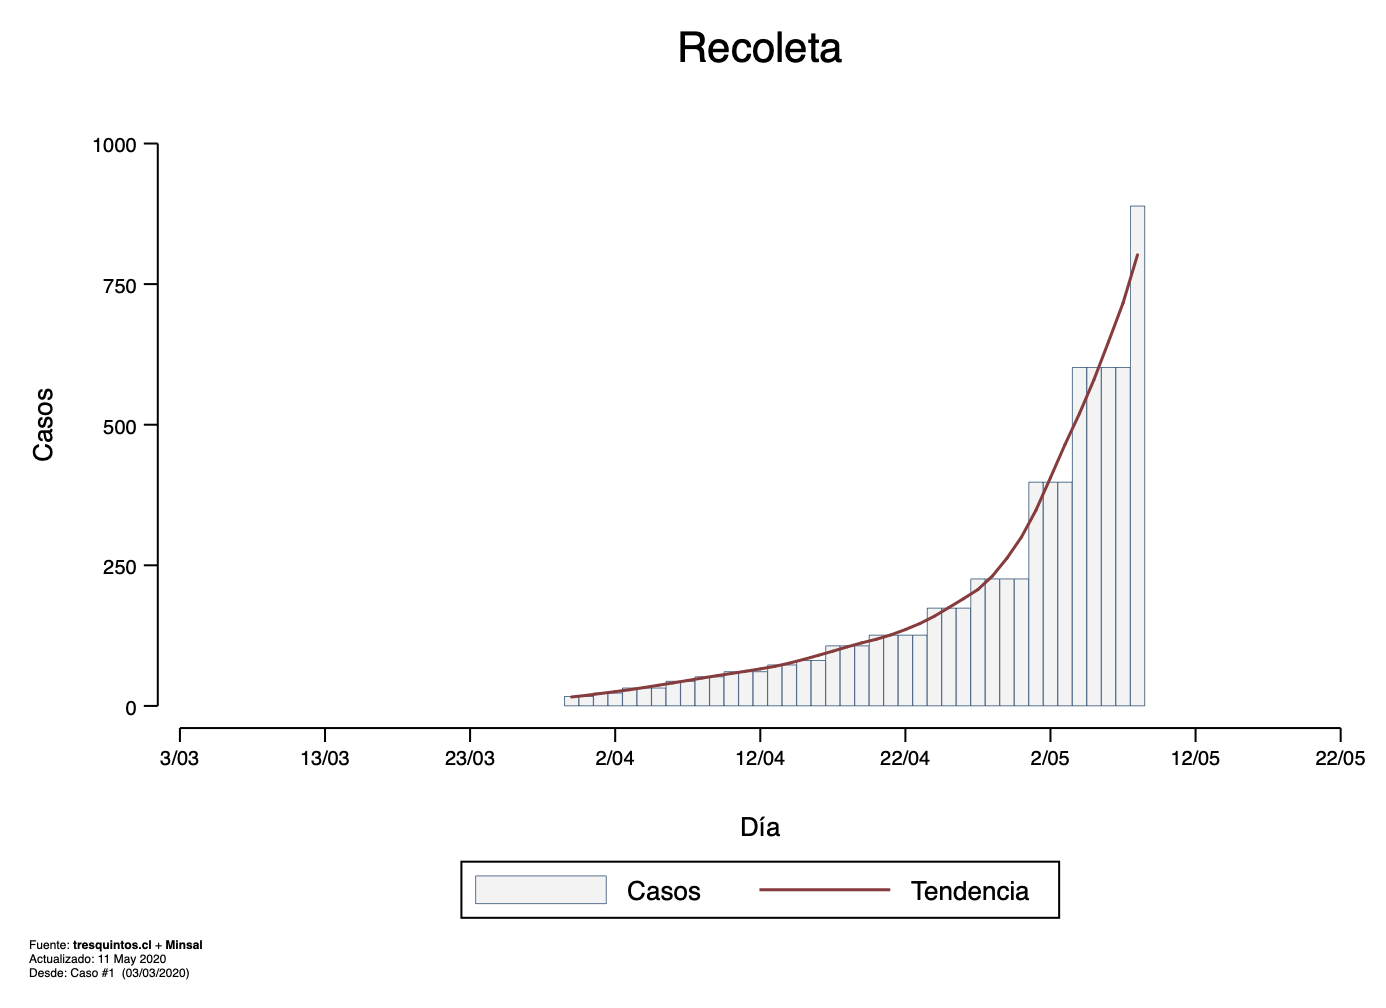 Recoleta
1000
750
500
250
0
Casos
3/03 13/03 23/03 2/04 12/04 22/04 2/05 12/05 22/05
Día
Casos Tendencia
Fuente: tresquintos.cl + Minsal
Actualizado: 11 May 2020
Desde: Caso #1 (03/03/2020)